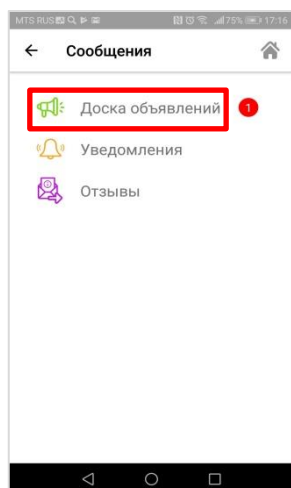 MTS RUS 75% 17:16
Сообщения
Доска объявлений 1
Уведомления
Отзывы